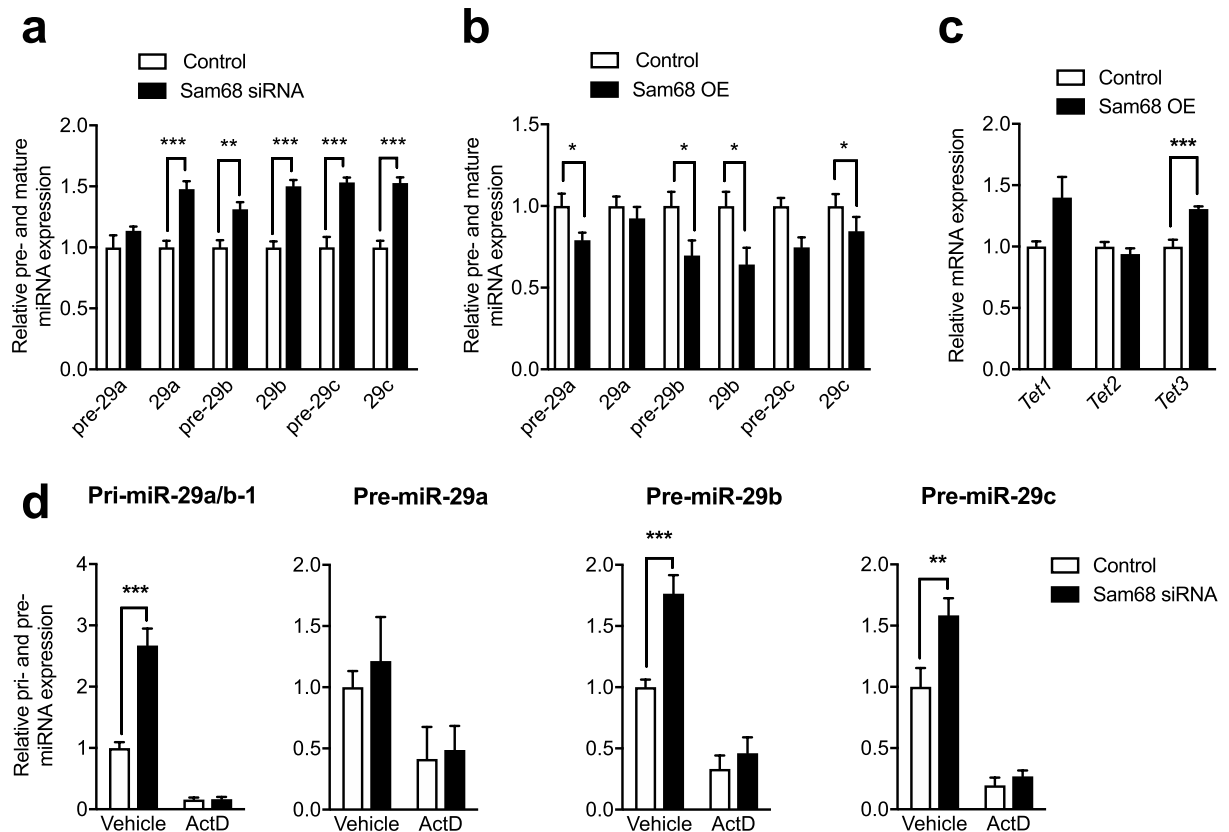 a
Control
Sam68 siRNA
Relative pre- and mature
miRNA expression
2.0
1.5
1.0
0.5
0.0
*** ** *** *** ***
pre-29a 29a pre-29b 29b pre-29c 29c
b
Control
Sam68 OE
Relative pre- and mature
miRNA expression
1.5
1.0
0.5
0.0
* * * *
pre-29a 29a pre-29b 29b pre-29c 29c
c
Control
Sam68 OE
Relative mRNA expression
2.0
1.5
1.0
0.5
0.0
***
Tet1 Tet2 Tet3
d
Relative pri- and pre-
miRNA expression
Pri-miR-29a/b-1
4
3
2
1
0
***
Vehicle ActD
Pre-miR-29a
2.0
1.5
1.0
0.5
0.0
Vehicle ActD
Pre-miR-29b
2.0
1.5
1.0
0.5
0.0
***
Vehicle ActD
Pre-miR-29c
2.0
1.5
1.0
0.5
0.0
**
Vehicle ActD
Control
Sam68 siRNA